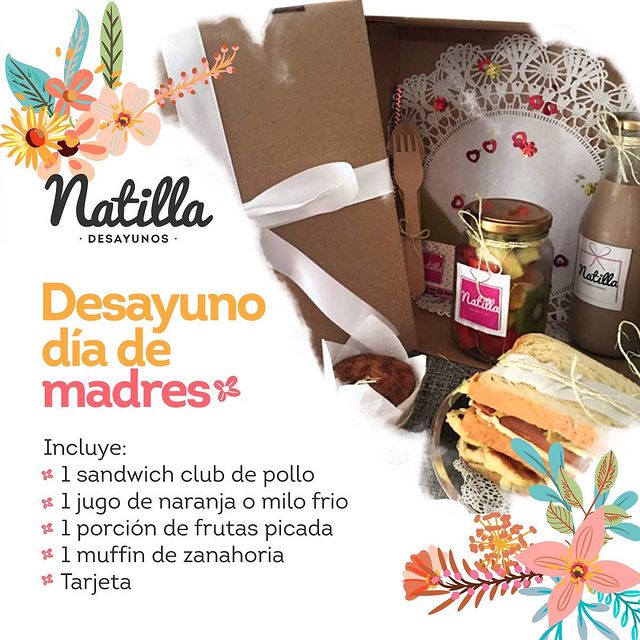 Natilla
· DESAYUNOS ·
Desayuno
día de
madres
Incluye:
1 sandwich club de pollo
1 jugo de naranja o milo frio
1 porción de frutas picada
1 muffin de zanahoria
Tarjeta
Natilla
Natilla
Natilla